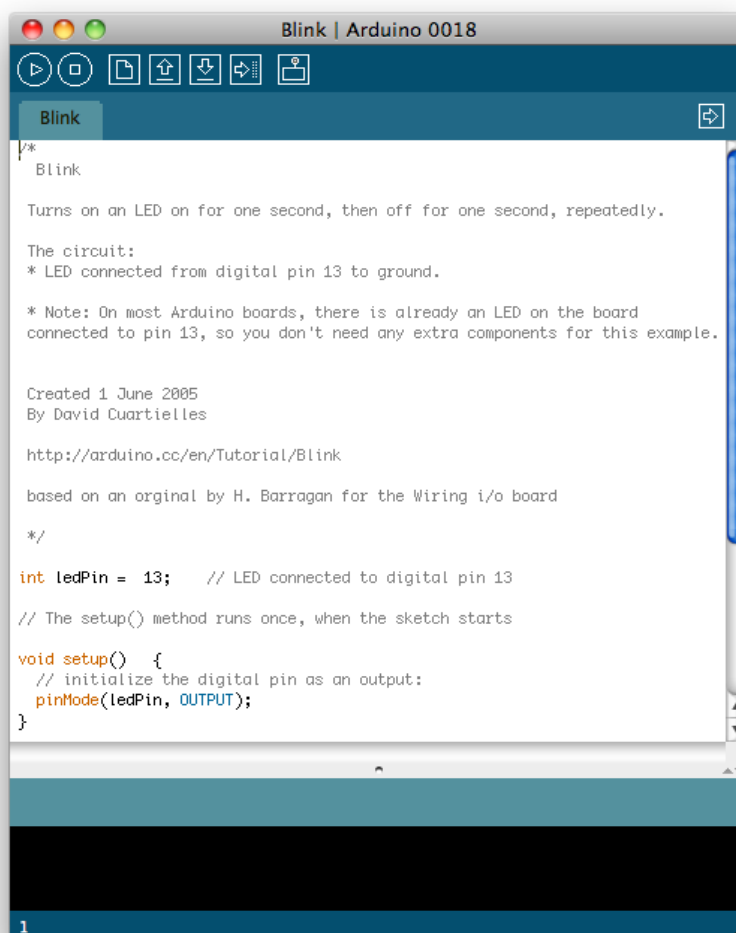 Blink | Arduino 0018
Blink
/*
Blink
Turns on an LED on for one second, then off for one second, repeatedly.
The circuit:
* LED connected from digital pin 13 to ground.
* Note: On most Arduino boards, there is already an LED on the board
connected to pin 13, so you don't need any extra components for this example.
Created 1 June 2005
By David Cuartielles
http://arduino.cc/en/Tutorial/Blink
based on an orginal by H. Barragan for the Wiring i/o board
*/
int ledPin =  13;    // LED connected to digital pin 13
// The setup() method runs once, when the sketch starts
void setup()   {
// initialize the digital pin as an output:
pinMode(ledPin, OUTPUT);
}
1